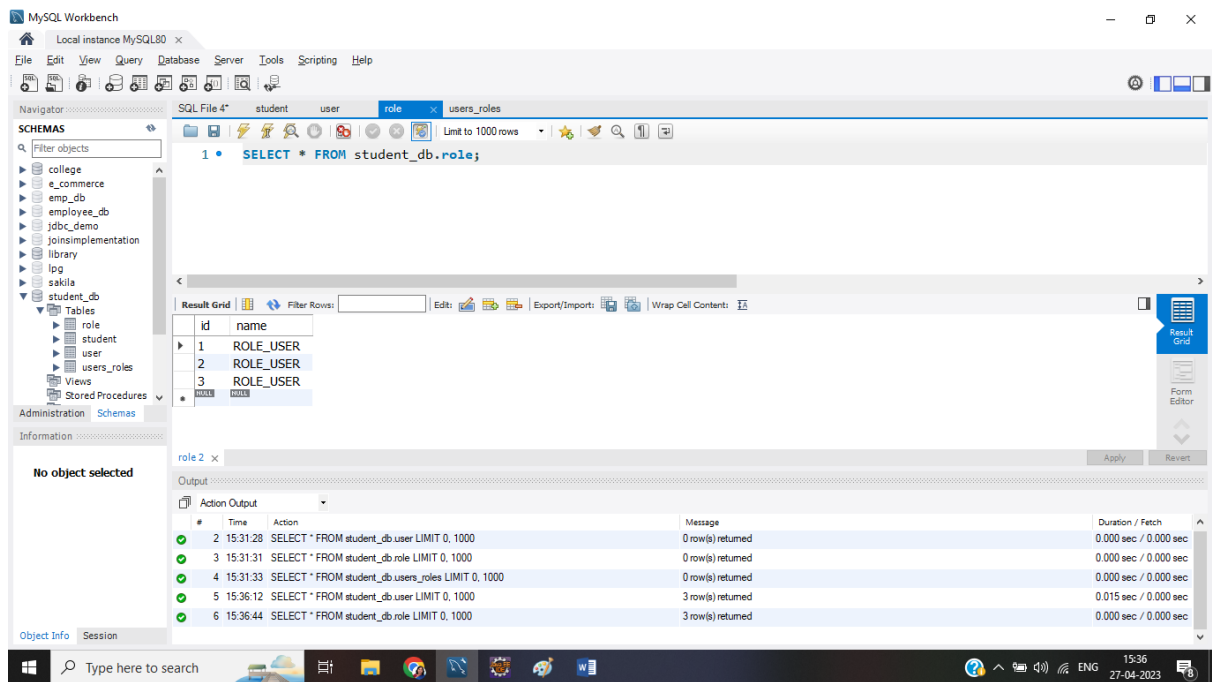 MySQL Workbench
Local instance MySQL80
File Edit View Query Database Server Tools Scripting Help
Navigator
SCHEMAS
Filter objects
college
e_commerce
emp_db
employee_db
jdbc_demo
joinsimplementation
library
lpg
sakila
student_db
Tables
role
student
user
users_roles
Views
Stored Procedures
Administration Schemas
Information
No object selected
Object Info Session
SQL File 4* student user role users_roles
Limit to 1000 rows
1 SELECT * FROM student_db.role;
Result Grid Filter Rows: Edit: Export/Import: Wrap Cell Content:
id name
1 ROLE_USER
2 ROLE_USER
3 ROLE_USER
NULL NULL
Result Grid
Form Editor
role 2 Apply Revert
Output
Action Output
# Time Action Message Duration / Fetch
2 15:31:28 SELECT * FROM student_db.user LIMIT 0, 1000 0 row(s) returned 0.000 sec / 0.000 sec
3 15:31:31 SELECT * FROM student_db.role LIMIT 0, 1000 0 row(s) returned 0.000 sec / 0.000 sec
4 15:31:33 SELECT * FROM student_db.users_roles LIMIT 0, 1000 0 row(s) returned 0.000 sec / 0.000 sec
5 15:36:12 SELECT * FROM student_db.user LIMIT 0, 1000 3 row(s) returned 0.015 sec / 0.000 sec
6 15:36:44 SELECT * FROM student_db.role LIMIT 0, 1000 3 row(s) returned 0.000 sec / 0.000 sec
Type here to search
ENG
15:36
27-04-2023
8